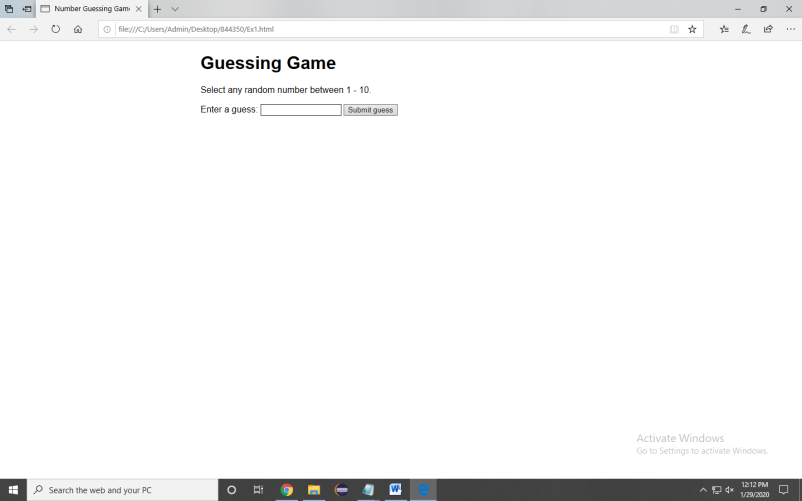 Number Guessing Game
file:///C:/Users/Admin/Desktop/844350/Ex1.html
Guessing Game
Select any random number between 1 - 10.
Enter a guess: Submit guess
Activate Windows
Go to Settings to activate Windows.
Search the web and your PC
12:12 PM
1/29/2020